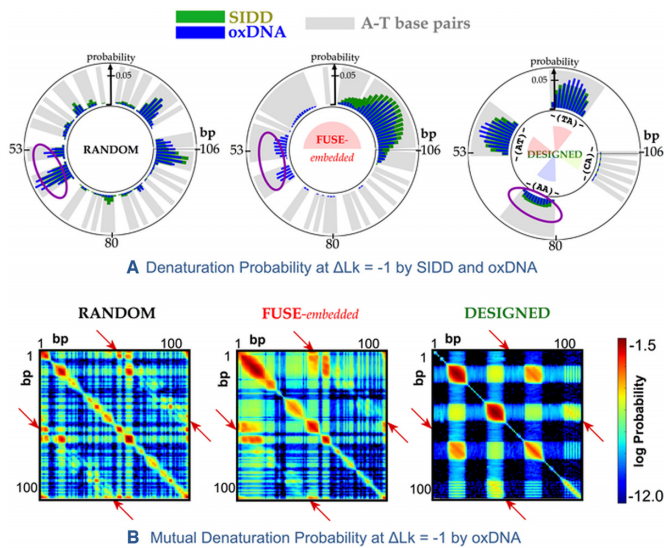 SIDD
oxDNA
A-T base pairs
probability
0.05
RANDOM
bp
53
106
80
probability
0.05
FUSE-
embedded
bp
53
106
80
probability
0.05
-(TA)-
-(AT)-
-(CA)-
-(AA)-
DESIGNED
bp
53
106
80
A Denaturation Probability at ΔLk = -1 by SIDD and oxDNA
RANDOM
FUSE-embedded
DESIGNED
bp
1
100
1
bp
100
bp
1
100
1
bp
100
bp
1
100
1
bp
100
-1.5
log Probability
-12.0
B Mutual Denaturation Probability at ΔLk = -1 by oxDNA